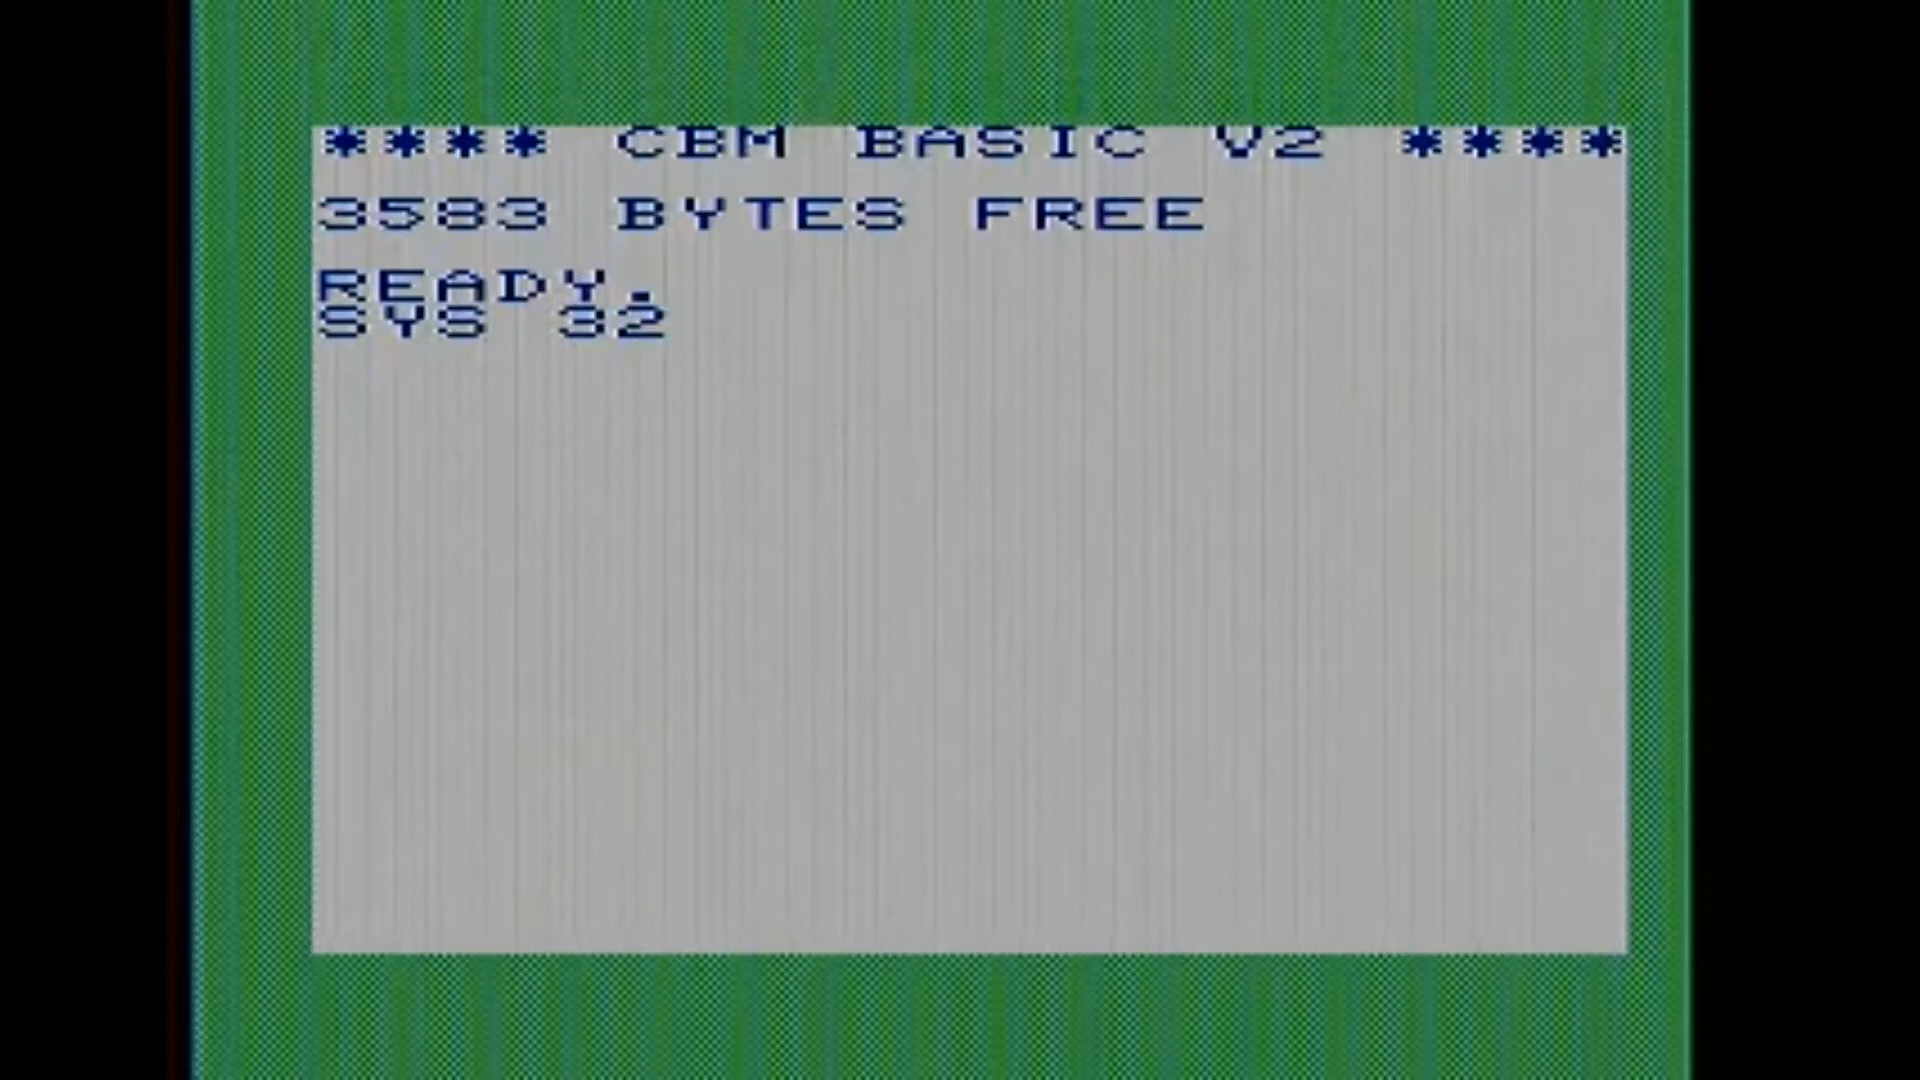 **** CBM BASIC V2 ****
3583 BYTES FREE
READY.
SYS 32